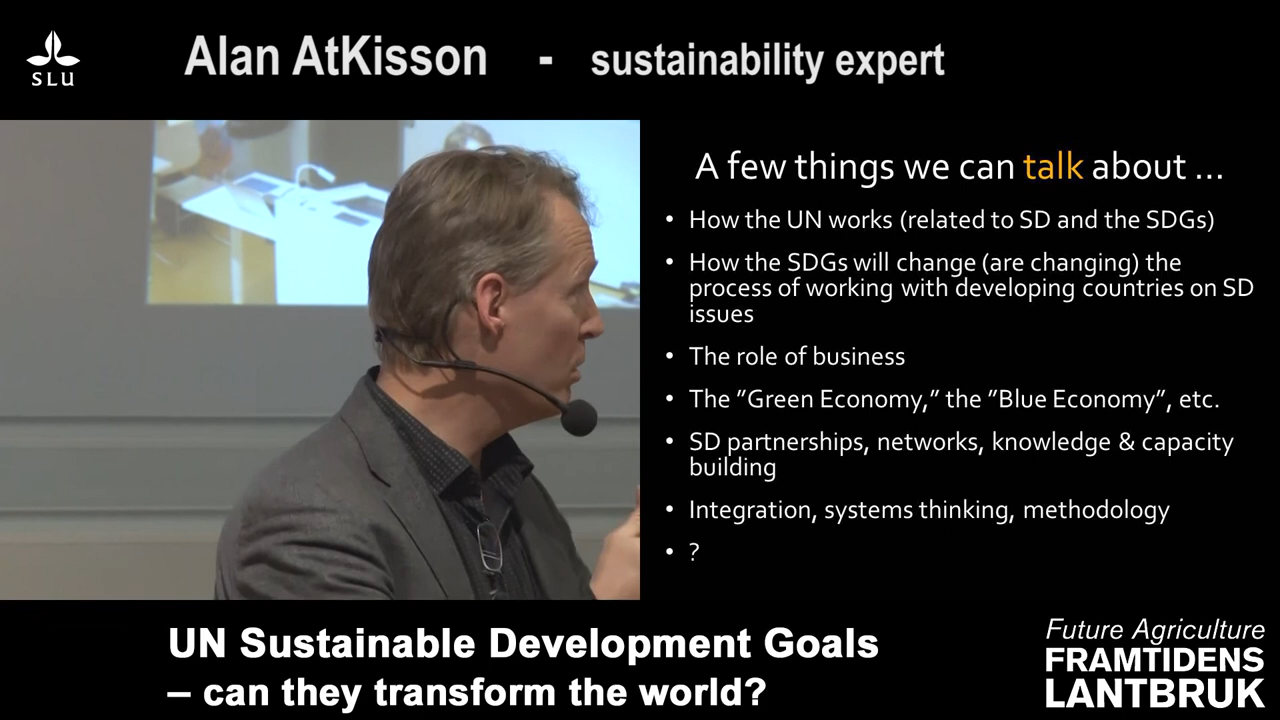 SLU
Alan AtKisson - sustainability expert
A few things we can talk about ...
• How the UN works (related to SD and the SDGs)
• How the SDGs will change (are changing) the
process of working with developing countries on SD
issues
• The role of business
• The ”Green Economy,” the ”Blue Economy”, etc.
• SD partnerships, networks, knowledge & capacity
building
• Integration, systems thinking, methodology
• ?
UN Sustainable Development Goals
– can they transform the world?
Future Agriculture
FRAMTIDENS
LANTBRUK